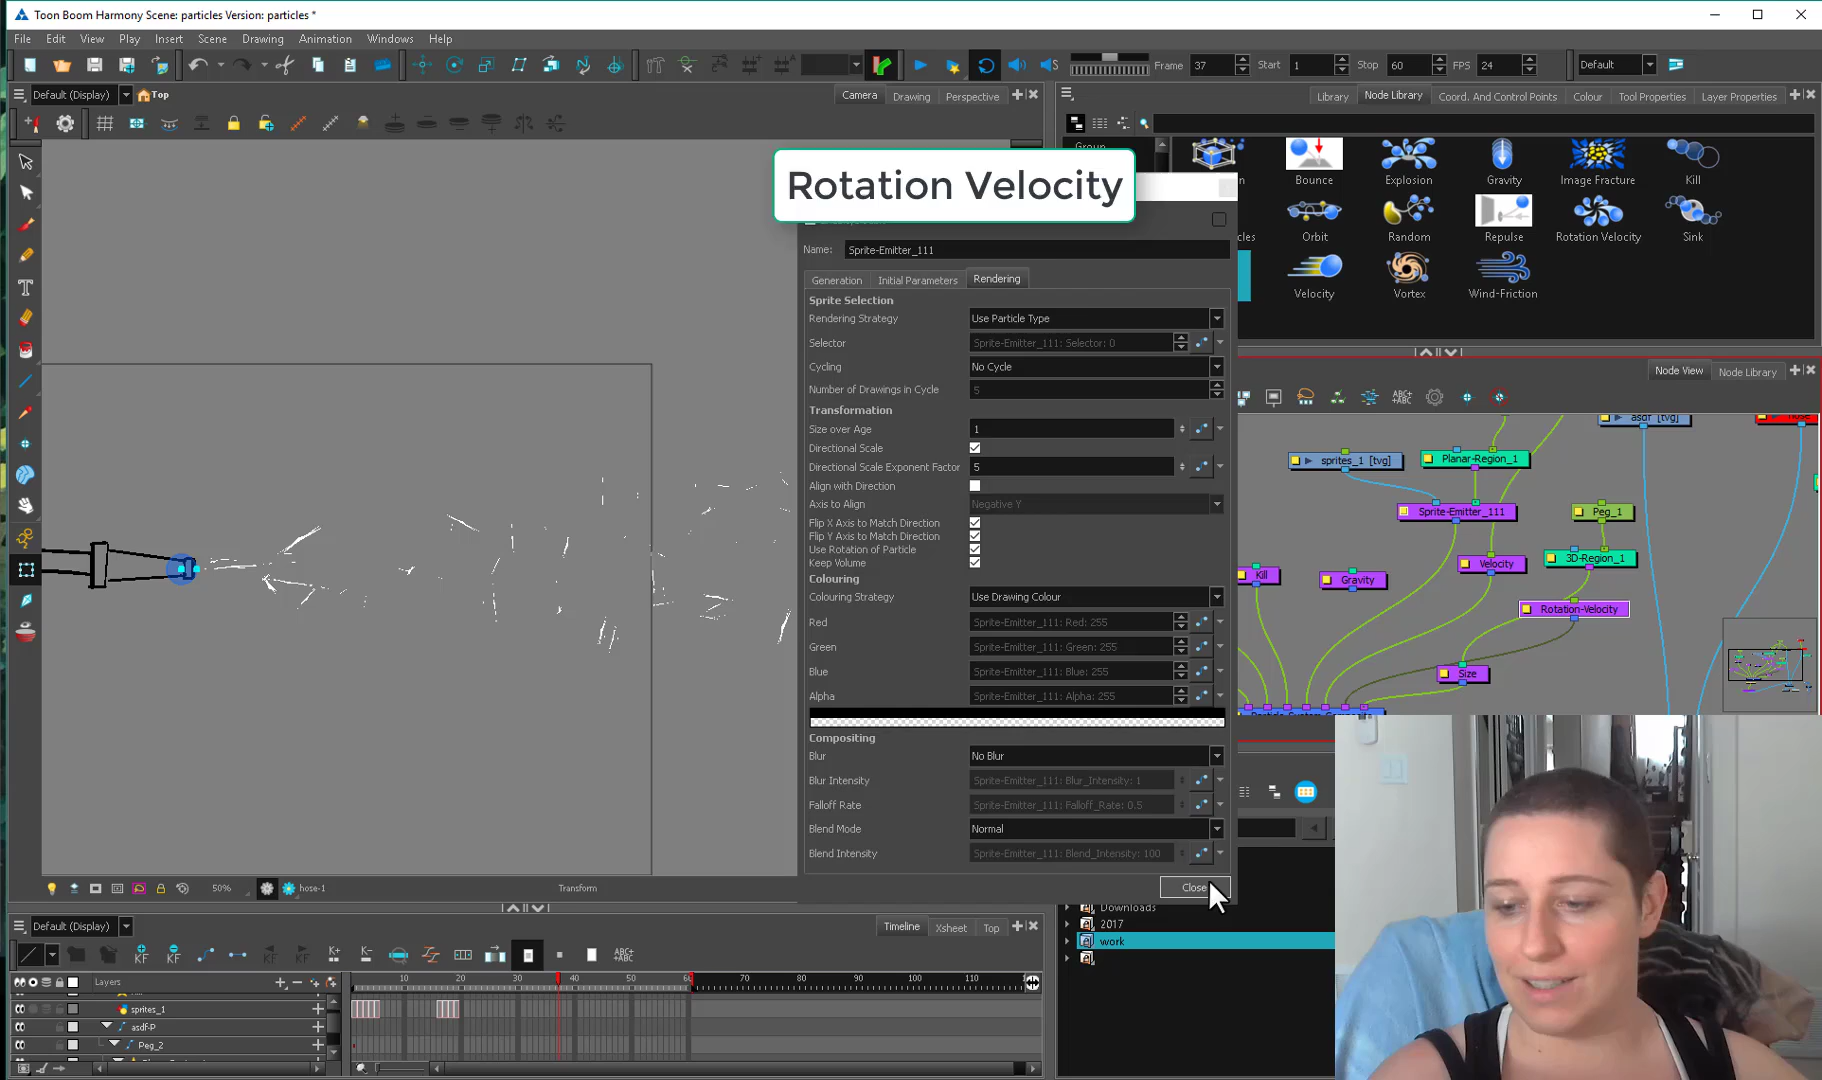 Toon Boom Harmony Scene: particles Version: particles *
File Edit View Play Insert Scene Drawing Animation Windows Help
Frame 37 Start 1 Stop 60 FPS 24 Default
Default (Display) Top Camera Drawing Perspective
Library Node Library Coord. And Control Points Colour Tool Properties Layer Properties
Group
Bounce Explosion Gravity Image Fracture Kill
Orbit Random Repulse Rotation Velocity Sink
Velocity Vortex Wind-Friction
Rotation Velocity
Name: Sprite-Emitter_111
Generation Initial Parameters Rendering
Sprite Selection
Rendering Strategy Use Particle Type
Selector Sprite-Emitter_111: Selector: 0
Cycling No Cycle
Number of Drawings in Cycle 5
Transformation
Size over Age 1
Directional Scale
Directional Scale Exponent Factor 5
Align with Direction
Axis to Align Negative Y
Flip X Axis to Match Direction
Flip Y Axis to Match Direction
Use Rotation of Particle
Keep Volume
Colouring
Colouring Strategy Use Drawing Colour
Red Sprite-Emitter_111: Red: 255
Green Sprite-Emitter_111: Green: 255
Blue Sprite-Emitter_111: Blue: 255
Alpha Sprite-Emitter_111: Alpha: 255
Compositing
Blur No Blur
Blur Intensity Sprite-Emitter_111: Blur_Intensity: 1
Falloff Rate Sprite-Emitter_111: Falloff_Rate: 0.5
Blend Mode Normal
Blend Intensity Sprite-Emitter_111: Blend_Intensity: 100
Close
Node View Node Library
asdf [tvg]
sprites_1 [tvg] Planar-Region_1
Sprite-Emitter_111 Peg_1
Velocity 3D-Region_1
Kill Gravity
Rotation-Velocity
Size
50% hose-1 Transform
Default (Display) Timeline Xsheet Top
Layers 10 20 30 40 50 60 70 80 90 100 110
sprites_1
asdf-P
Peg_2
Downloads
2017
work